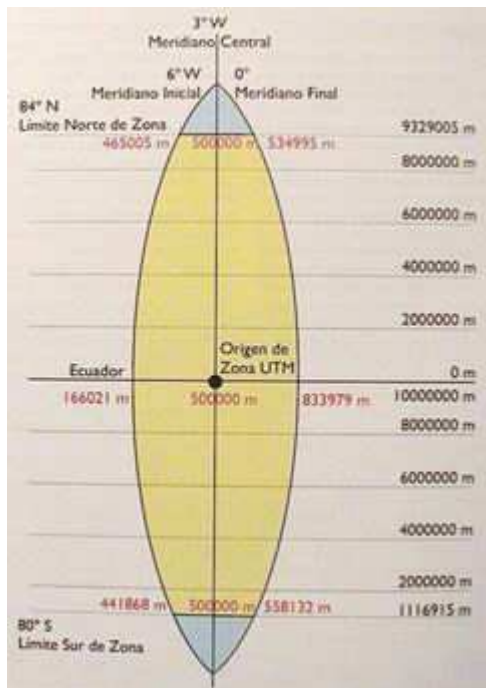 3° W
Meridiano Central
6° W 0°
Meridiano Inicial Meridiano Final
84° N
Límite Norte de Zona
465005 m 500000 m 534995 m
9329005 m
8000000 m
6000000 m
4000000 m
2000000 m
Origen de
Zona UTM
Ecuador
0 m
166021 m 500000 m 833979 m 10000000 m
8000000 m
6000000 m
4000000 m
2000000 m
441868 m 500000 m 558132 m 1116915 m
80° S
Límite Sur de Zona